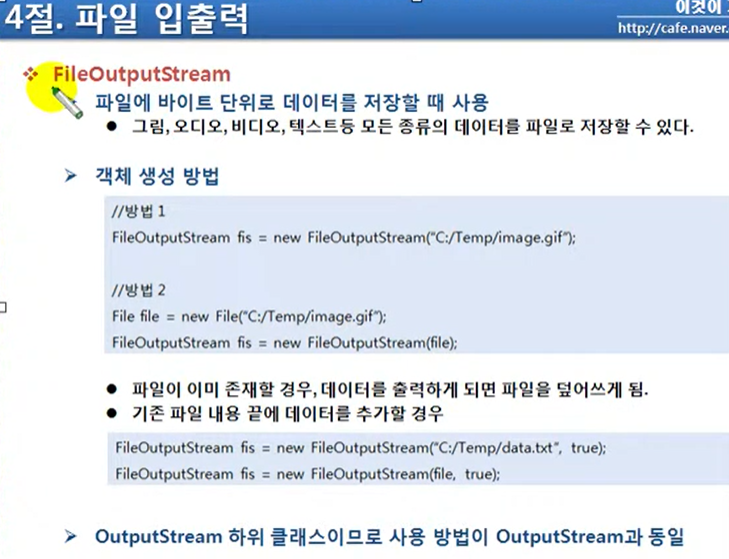 4절. 파일 입출력
이것이
http://cafe.naver.
❖ FileOutputStream
파일에 바이트 단위로 데이터를 저장할 때 사용
● 그림, 오디오, 비디오, 텍스트등 모든 종류의 데이터를 파일로 저장할 수 있다.
➤ 객체 생성 방법
//방법 1
FileOutputStream fis = new FileOutputStream("C:/Temp/image.gif");
//방법 2
File file = new File("C:/Temp/image.gif");
FileOutputStream fis = new FileOutputStream(file);
● 파일이 이미 존재할 경우, 데이터를 출력하게 되면 파일을 덮어쓰게 됨.
● 기존 파일 내용 끝에 데이터를 추가할 경우
FileOutputStream fis = new FileOutputStream("C:/Temp/data.txt", true);
FileOutputStream fis = new FileOutputStream(file, true);
➤ OutputStream 하위 클래스이므로 사용 방법이 OutputStream과 동일